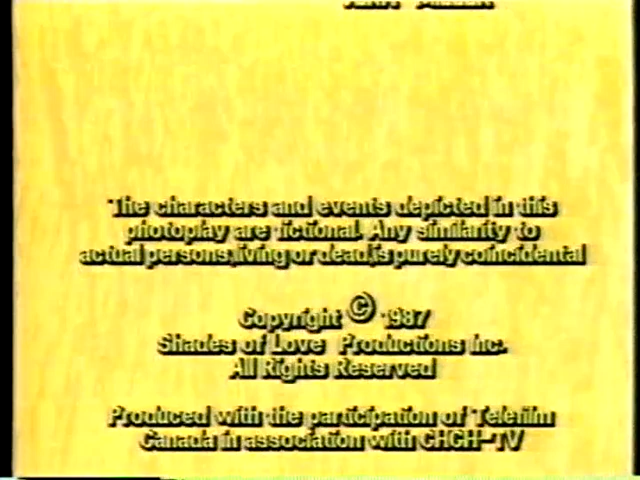 The characters and events depicted in this
photoplay are fictional. Any similarity to
actual persons, living or dead, is purely coincidental
Copyright © 1987
Shades of Love Productions Inc.
All Rights Reserved
Produced with the participation of Telefilm
Canada in association with CHCH-TV